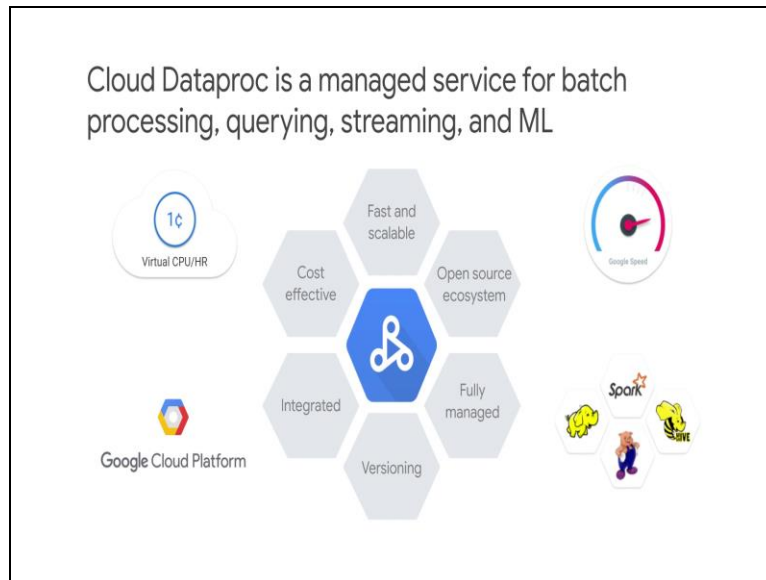 Cloud Dataproc is a managed service for batch
processing, querying, streaming, and ML
1¢
Virtual CPU/HR
Fast and
scalable
Cost
effective
Open source
ecosystem
Google Speed
Integrated
Fully
managed
Versioning
Google Cloud Platform
Spark
HIVE